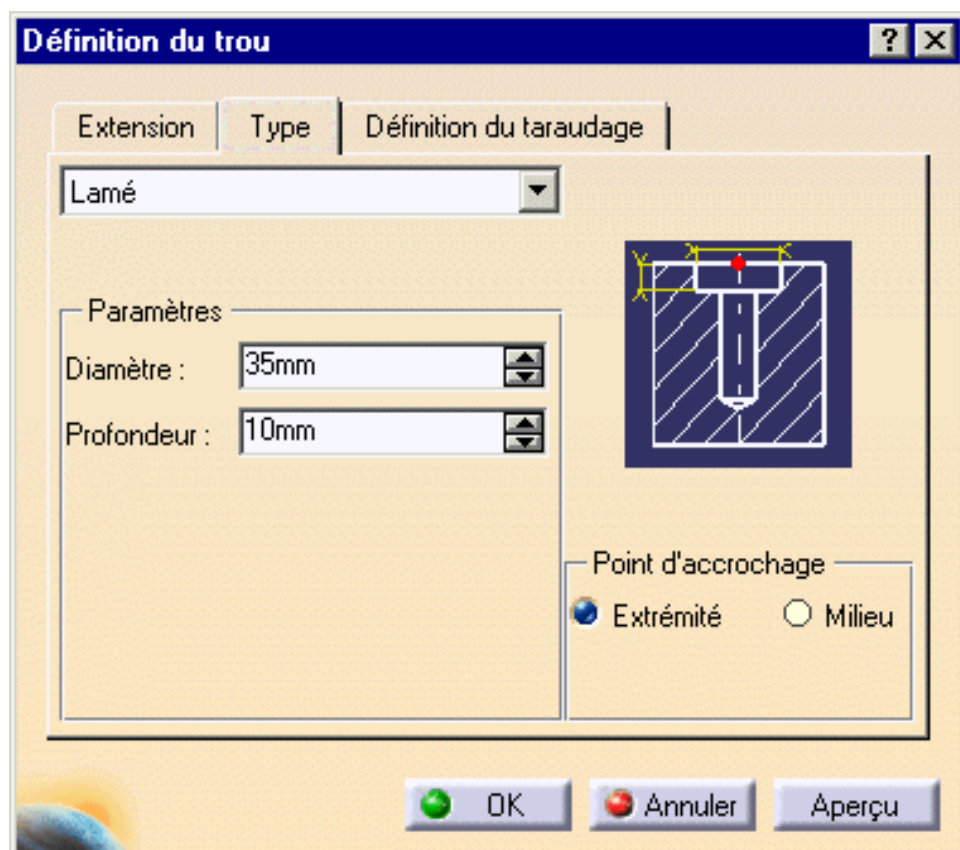 Définition du trou
Extension Type Définition du taraudage
Lamé
Paramètres
Diamètre : 35mm
Profondeur : 10mm
Point d'accrochage
Extrémité Milieu
OK Annuler Aperçu